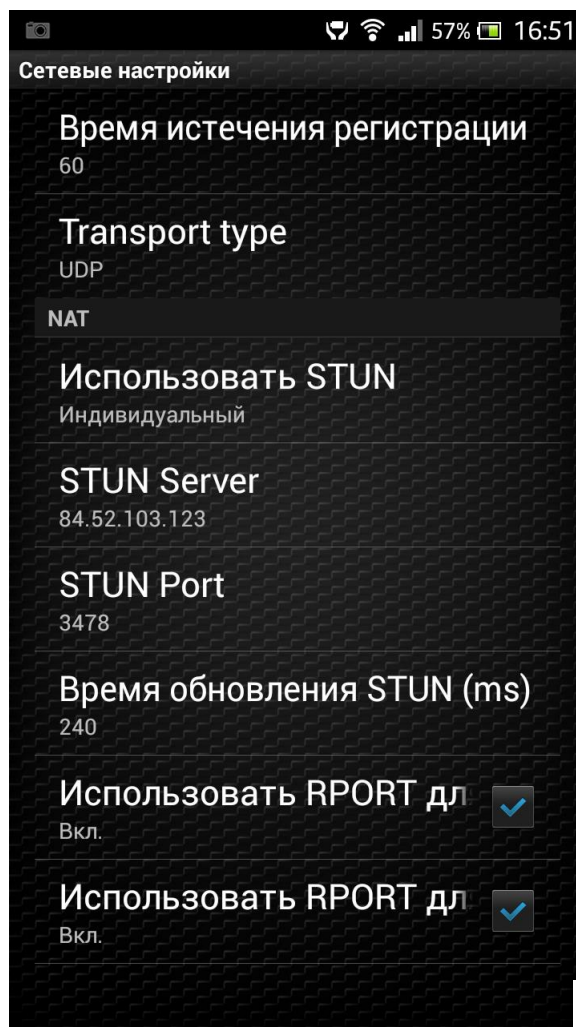 57% 16:51
Сетевые настройки
Время истечения регистрации
60
Transport type
UDP
NAT
Использовать STUN
Индивидуальный
STUN Server
84.52.103.123
STUN Port
3478
Время обновления STUN (ms)
240
Использовать RPORT дл
Вкл.
Использовать RPORT дл
Вкл.